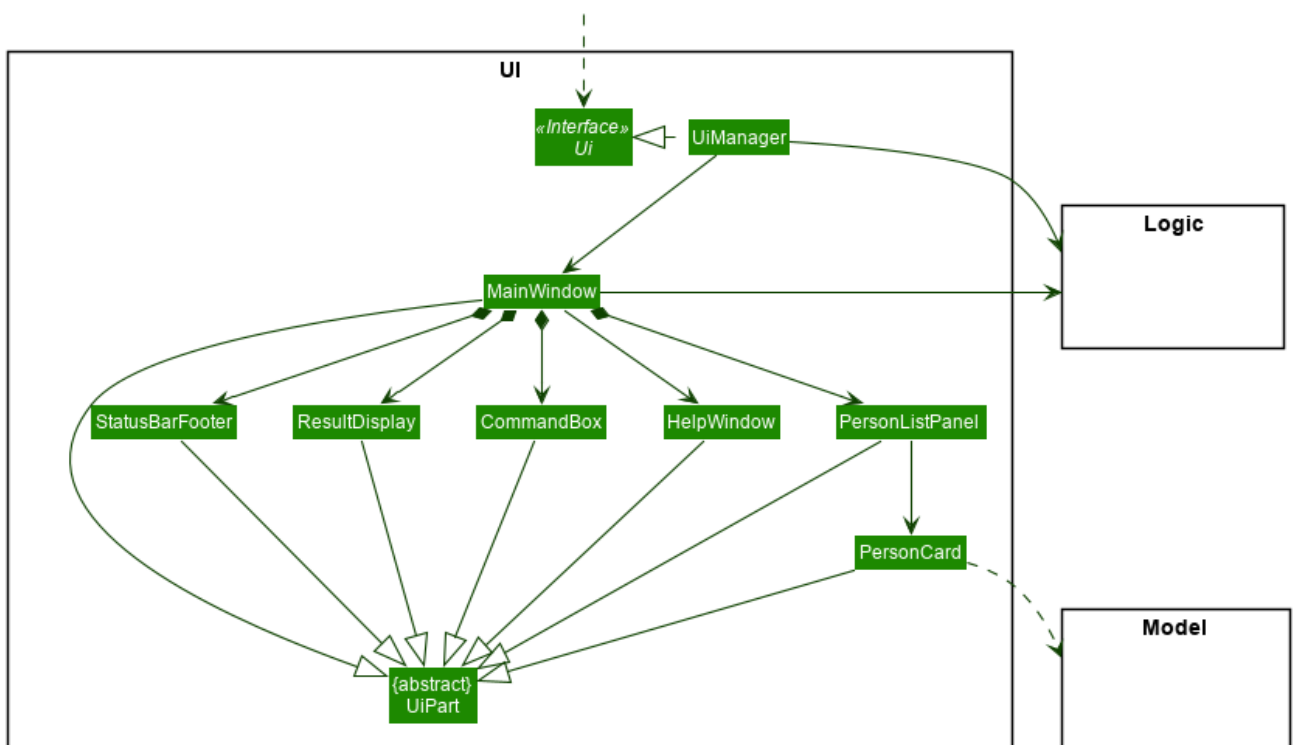 UI
«Interface»
Ui
UiManager
Logic
MainWindow
StatusBarFooter
ResultDisplay
CommandBox
HelpWindow
PersonListPanel
PersonCard
Model
{abstract}
UiPart